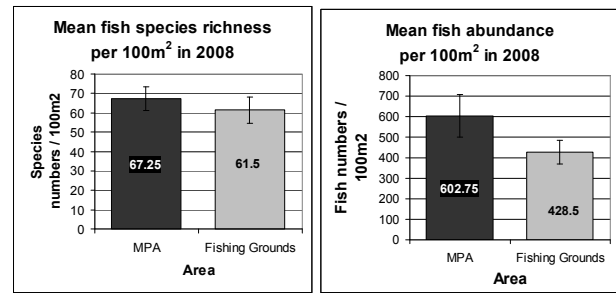 Mean fish species richness
per 100m² in 2008
80
70
60
50
40
30
20
10
0
Species
numbers / 100m2
67.25
61.5
MPA
Fishing Grounds
Area
Mean fish abundance
per 100m² in 2008
800
700
600
500
400
300
200
100
0
Fish numbers /
100m2
602.75
428.5
MPA
Fishing Grounds
Area